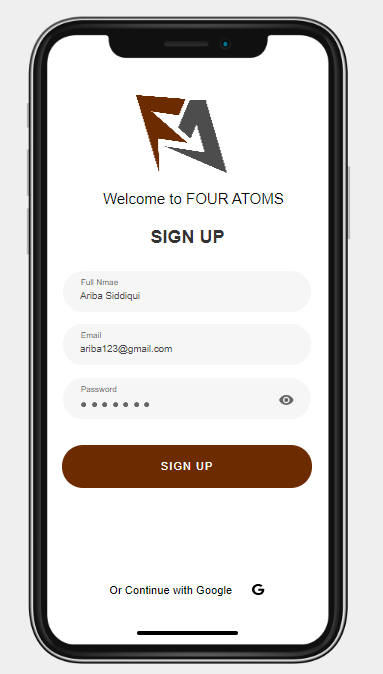 Welcome to FOUR ATOMS
SIGN UP
Full Nmae
Ariba Siddiqui
Email
ariba123@gmail.com
Password
SIGN UP
Or Continue with Google G